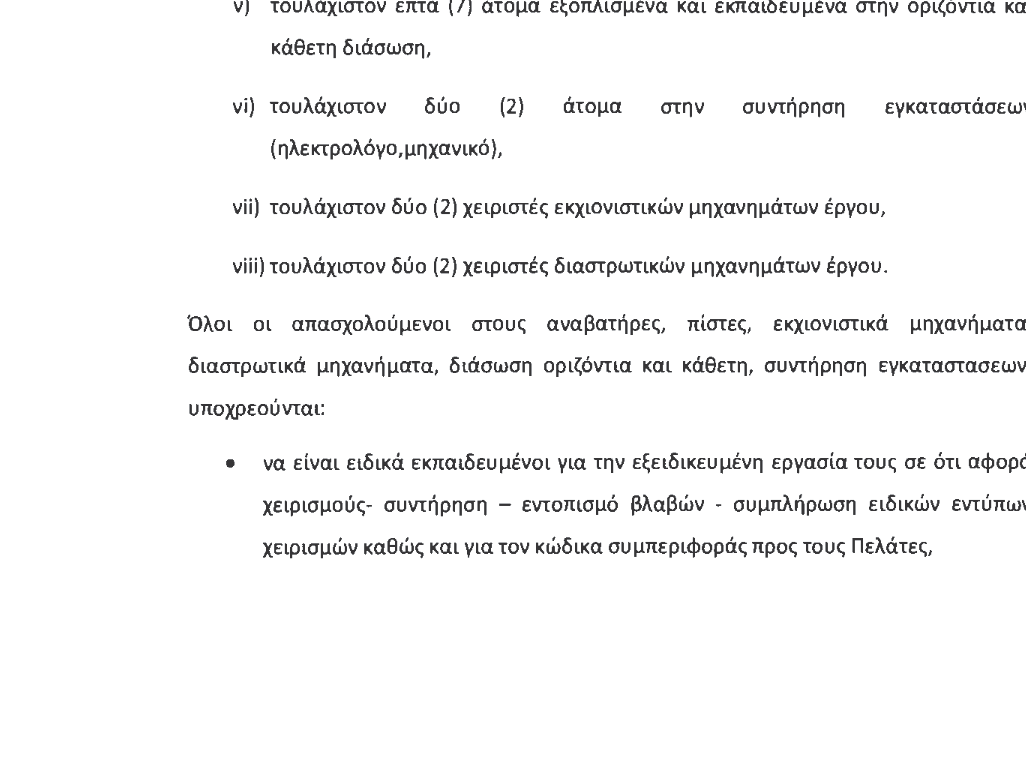 v) τουλάχιστον επτά (7) άτομα εξοπλισμένα και εκπαιδευμένα στην οριζόντια κα
κάθετη διάσωση,
vi) τουλάχιστον δύο (2) άτομα στην συντήρηση εγκαταστάσεων
(ηλεκτρολόγο,μηχανικό),
vii) τουλάχιστον δύο (2) χειριστές εκχιονιστικών μηχανημάτων έργου,
viii) τουλάχιστον δύο (2) χειριστές διαστρωτικών μηχανημάτων έργου.
Όλοι οι απασχολούμενοι στους αναβατήρες, πίστες, εκχιονιστικά μηχανήματα
διαστρωτικά μηχανήματα, διάσωση οριζόντια και κάθετη, συντήρηση εγκαταστασεων
υποχρεούνται:
• να είναι ειδικά εκπαιδευμένοι για την εξειδικευμένη εργασία τους σε ότι αφορά
χειρισμούς- συντήρηση – εντοπισμό βλαβών - συμπλήρωση ειδικών εντύπων
χειρισμών καθώς και για τον κώδικα συμπεριφοράς προς τους Πελάτες,